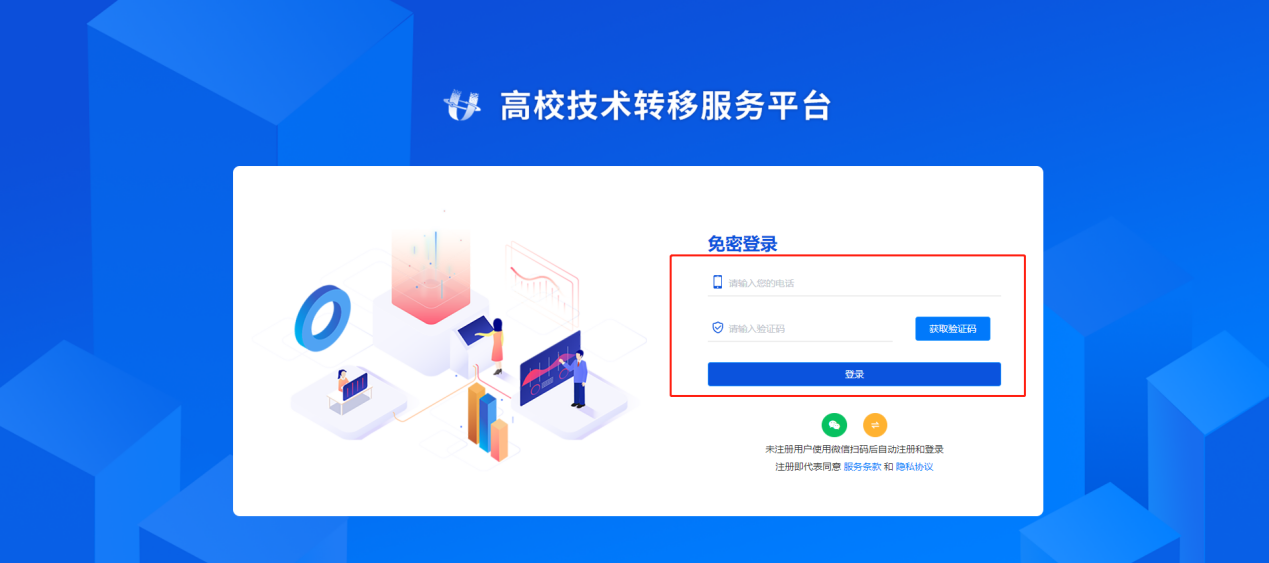 高校技术转移服务平台
免密登录
请输入您的电话
请输入验证码
获取验证码
登录
未注册用户使用微信扫码后自动注册和登录
注册即代表同意 服务条款 和 隐私协议